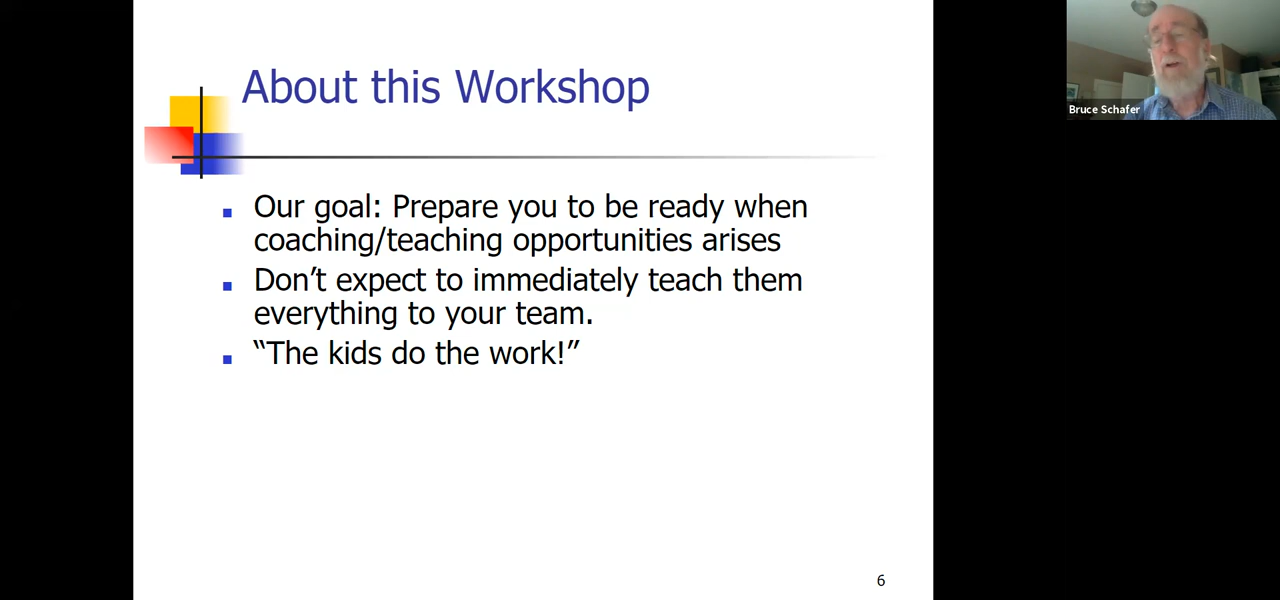 About this Workshop
Our goal: Prepare you to be ready when
coaching/teaching opportunities arises
Don’t expect to immediately teach them
everything to your team.
“The kids do the work!”
6
Bruce Schafer